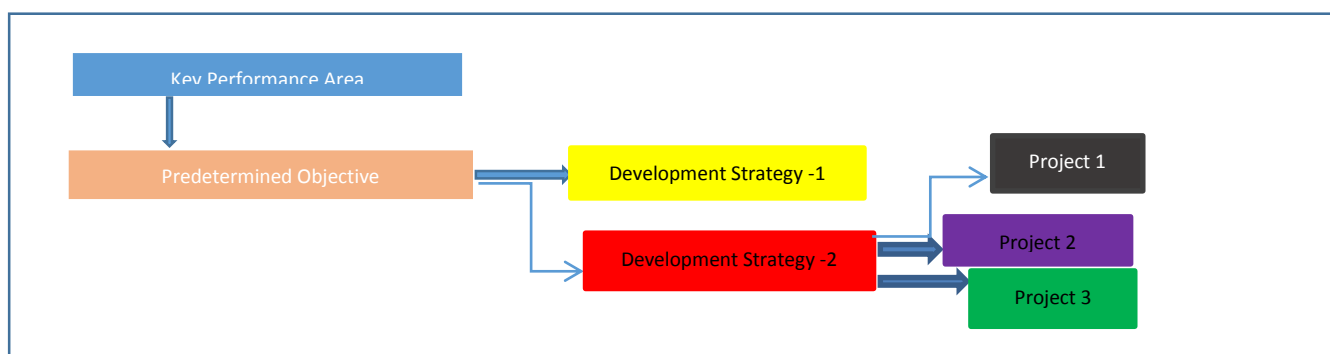 Key Performance Area
Predetermined Objective
Development Strategy -1
Project 1
Development Strategy -2
Project 2
Project 3